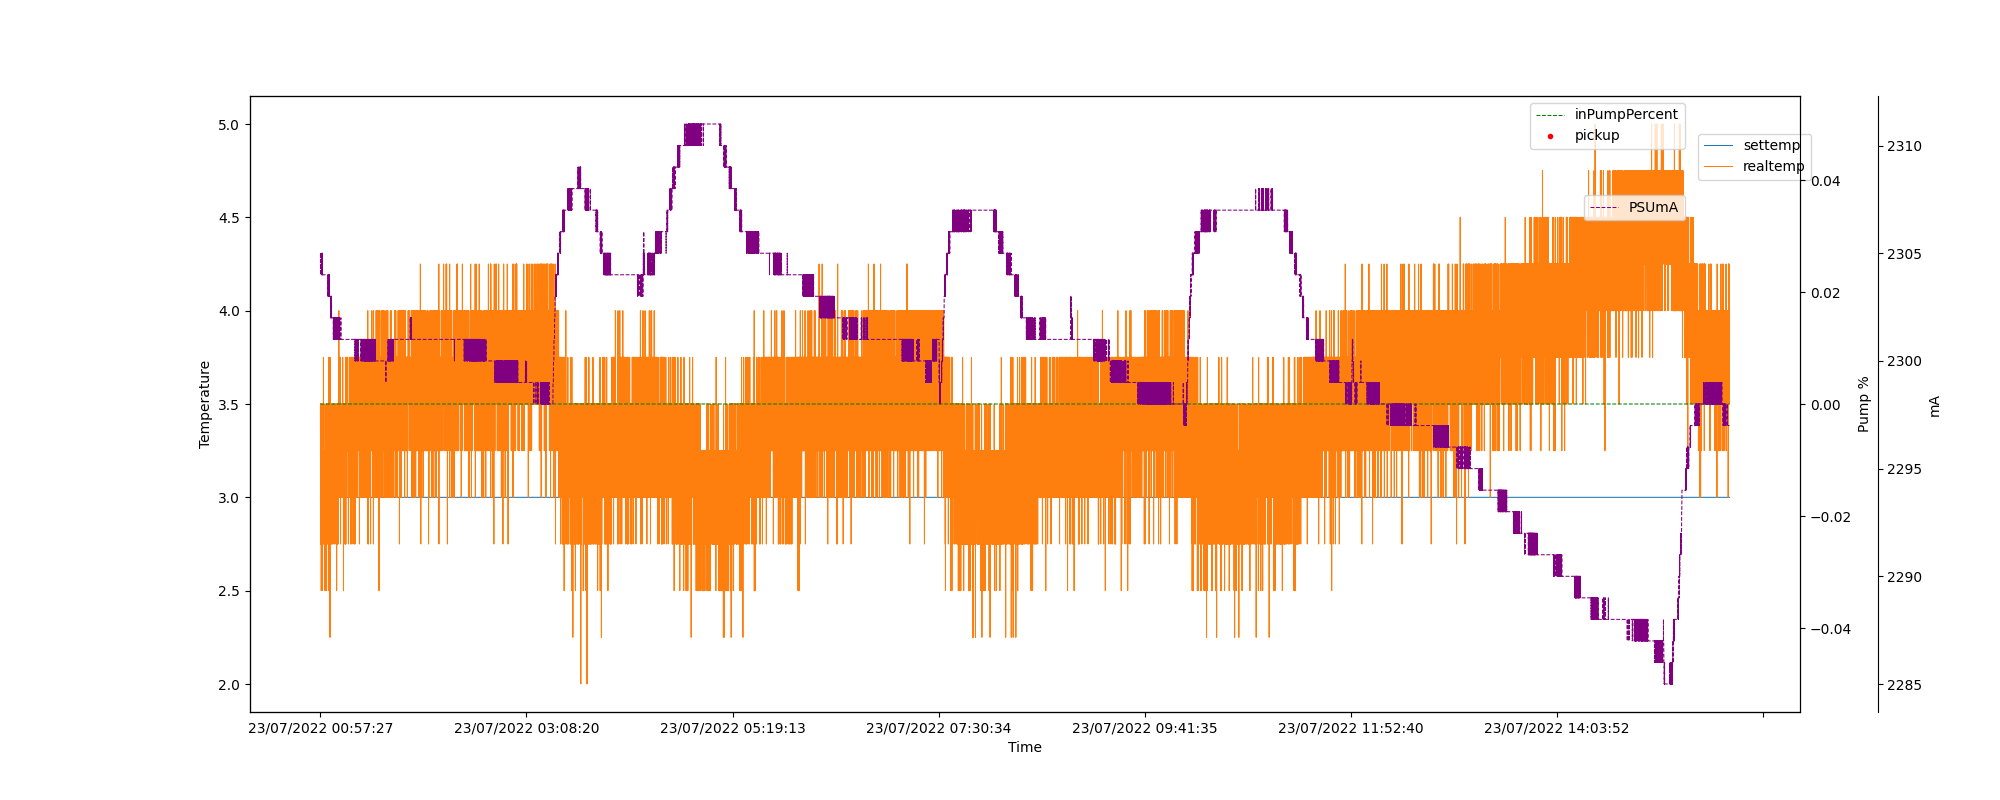 inPumpPercent
pickup
settemp
realtemp
PSUmA
5.0
4.5
4.0
3.5
3.0
2.5
2.0
Temperature
0.04
0.02
0.00
−0.02
−0.04
Pump %
2310
2305
2300
2295
2290
2285
mA
23/07/2022 00:57:27
23/07/2022 03:08:20
23/07/2022 05:19:13
23/07/2022 07:30:34
23/07/2022 09:41:35
23/07/2022 11:52:40
23/07/2022 14:03:52
Time